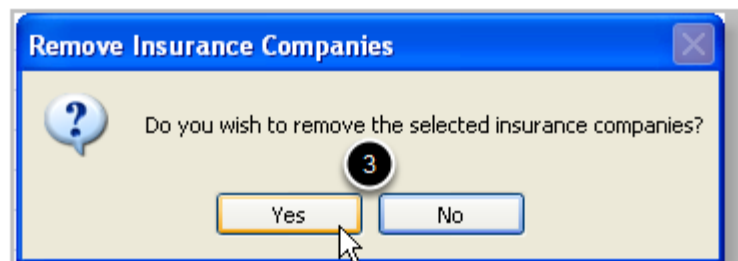 Remove Insurance Companies
Do you wish to remove the selected insurance companies?
3
Yes No